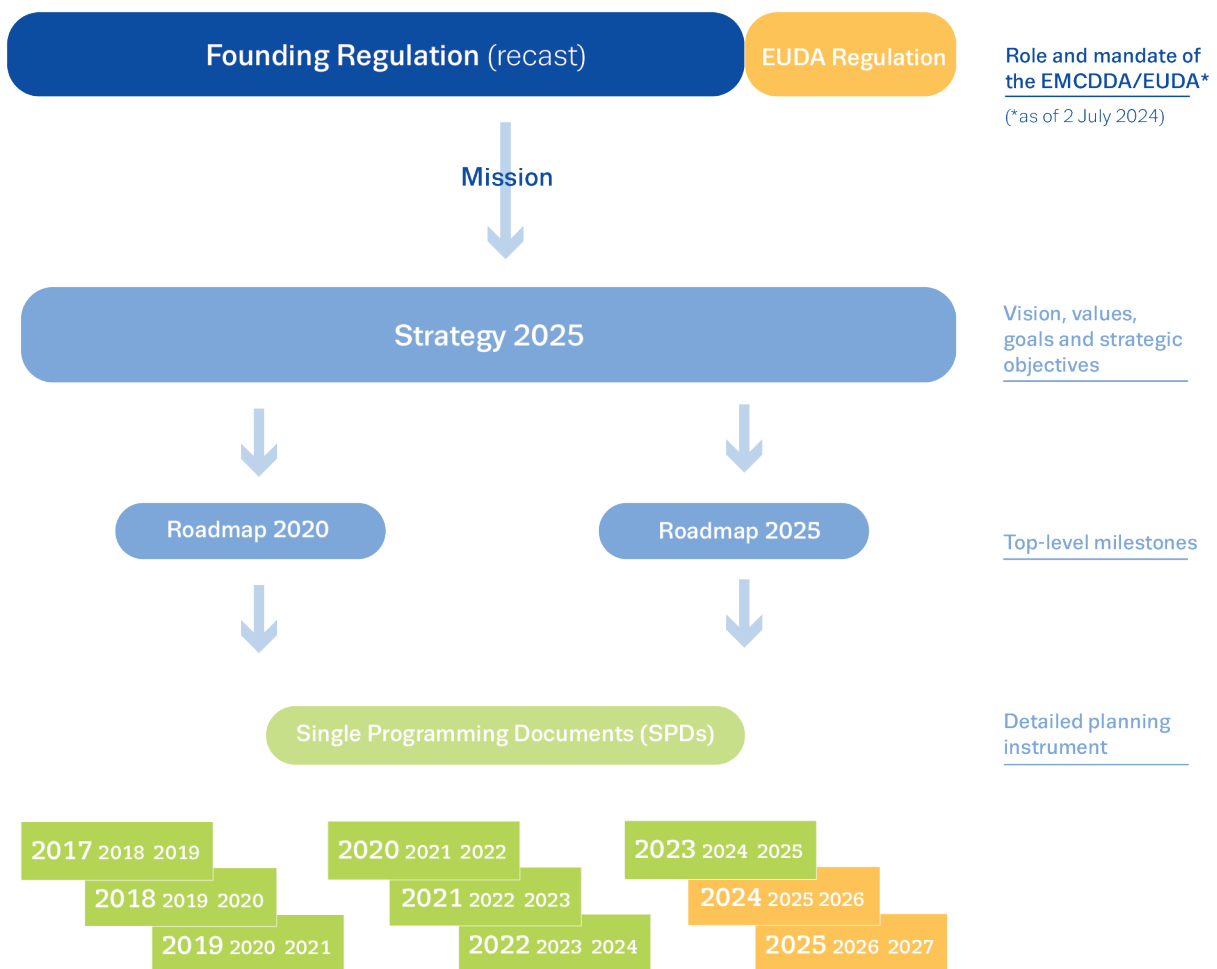 Founding Regulation (recast)
EUDA Regulation
Role and mandate of
the EMCDDA/EUDA*
(*as of 2 July 2024)
Mission
Strategy 2025
Vision, values,
goals and strategic
objectives
Roadmap 2020
Roadmap 2025
Top-level milestones
Single Programming Documents (SPDs)
Detailed planning
instrument
2017 2018 2019
2018 2019 2020
2019 2020 2021
2020 2021 2022
2021 2022 2023
2022 2023 2024
2023 2024 2025
2024 2025 2026
2025 2026 2027